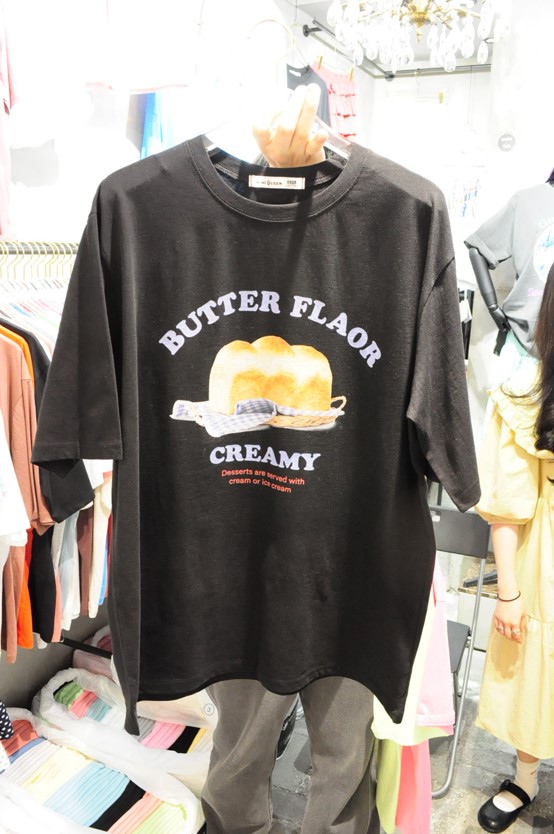 BUTTER FLAOR
CREAMY
Desserts are served with
cream or ice cream